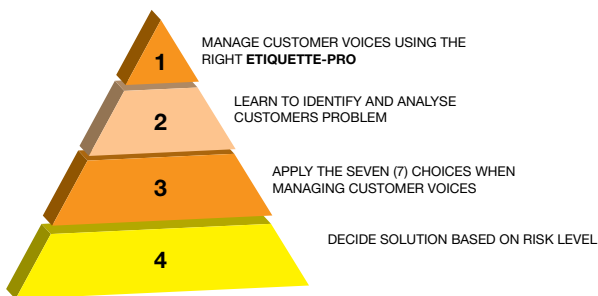 1
MANAGE CUSTOMER VOICES USING THE
RIGHT ETIQUETTE-PRO
2
LEARN TO IDENTIFY AND ANALYSE
CUSTOMERS PROBLEM
3
APPLY THE SEVEN (7) CHOICES WHEN
MANAGING CUSTOMER VOICES
4
DECIDE SOLUTION BASED ON RISK LEVEL